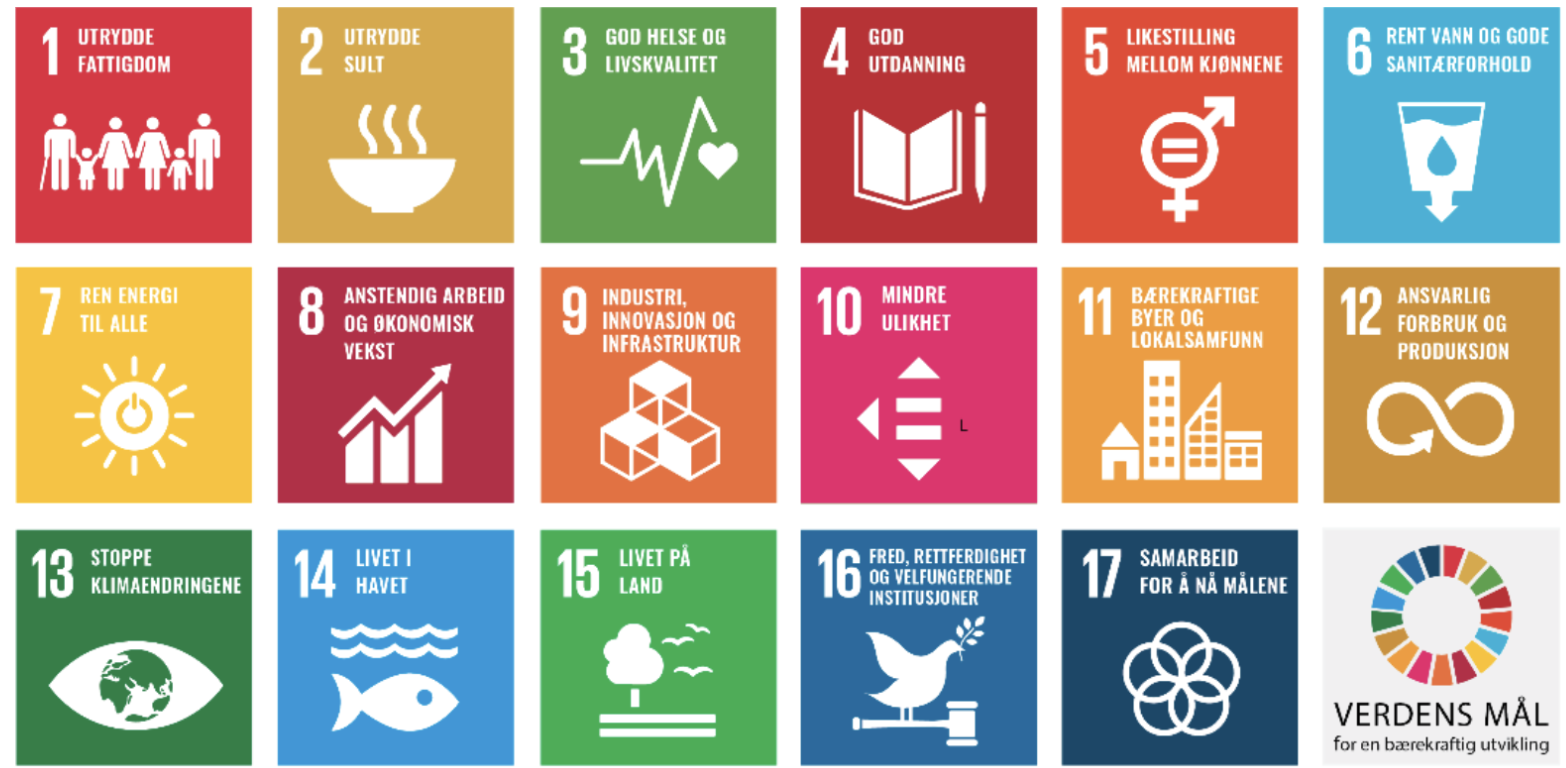 1 UTRYDDE
FATTIGDOM
2 UTRYDDE
SULT
3 GOD HELSE OG
LIVSKVALITET
4 GOD
UTDANNING
5 LIKESTILLING
MELLOM KJØNNENE
6 RENT VANN OG GODE
SANITÆRFORHOLD
7 REN ENERGI
TIL ALLE
8 ANSTENDIG ARBEID
OG ØKONOMISK
VEKST
9 INDUSTRI,
INNOVASJON OG
INFRASTRUKTUR
10 MINDRE
ULIKHET
L
11 BÆREKRAFTIGE
BYER OG
LOKALSAMFUNN
12 ANSVARLIG
FORBRUK OG
PRODUKSJON
13 STOPPE
KLIMAENDRINGENE
14 LIVET I
HAVET
15 LIVET PÅ
LAND
16 FRED, RETTFERDIGHET
OG VELFUNGERENDE
INSTITUSJONER
17 SAMARBEID
FOR Å NÅ MÅLENE
VERDENS MÅL
for en bærekraftig utvikling